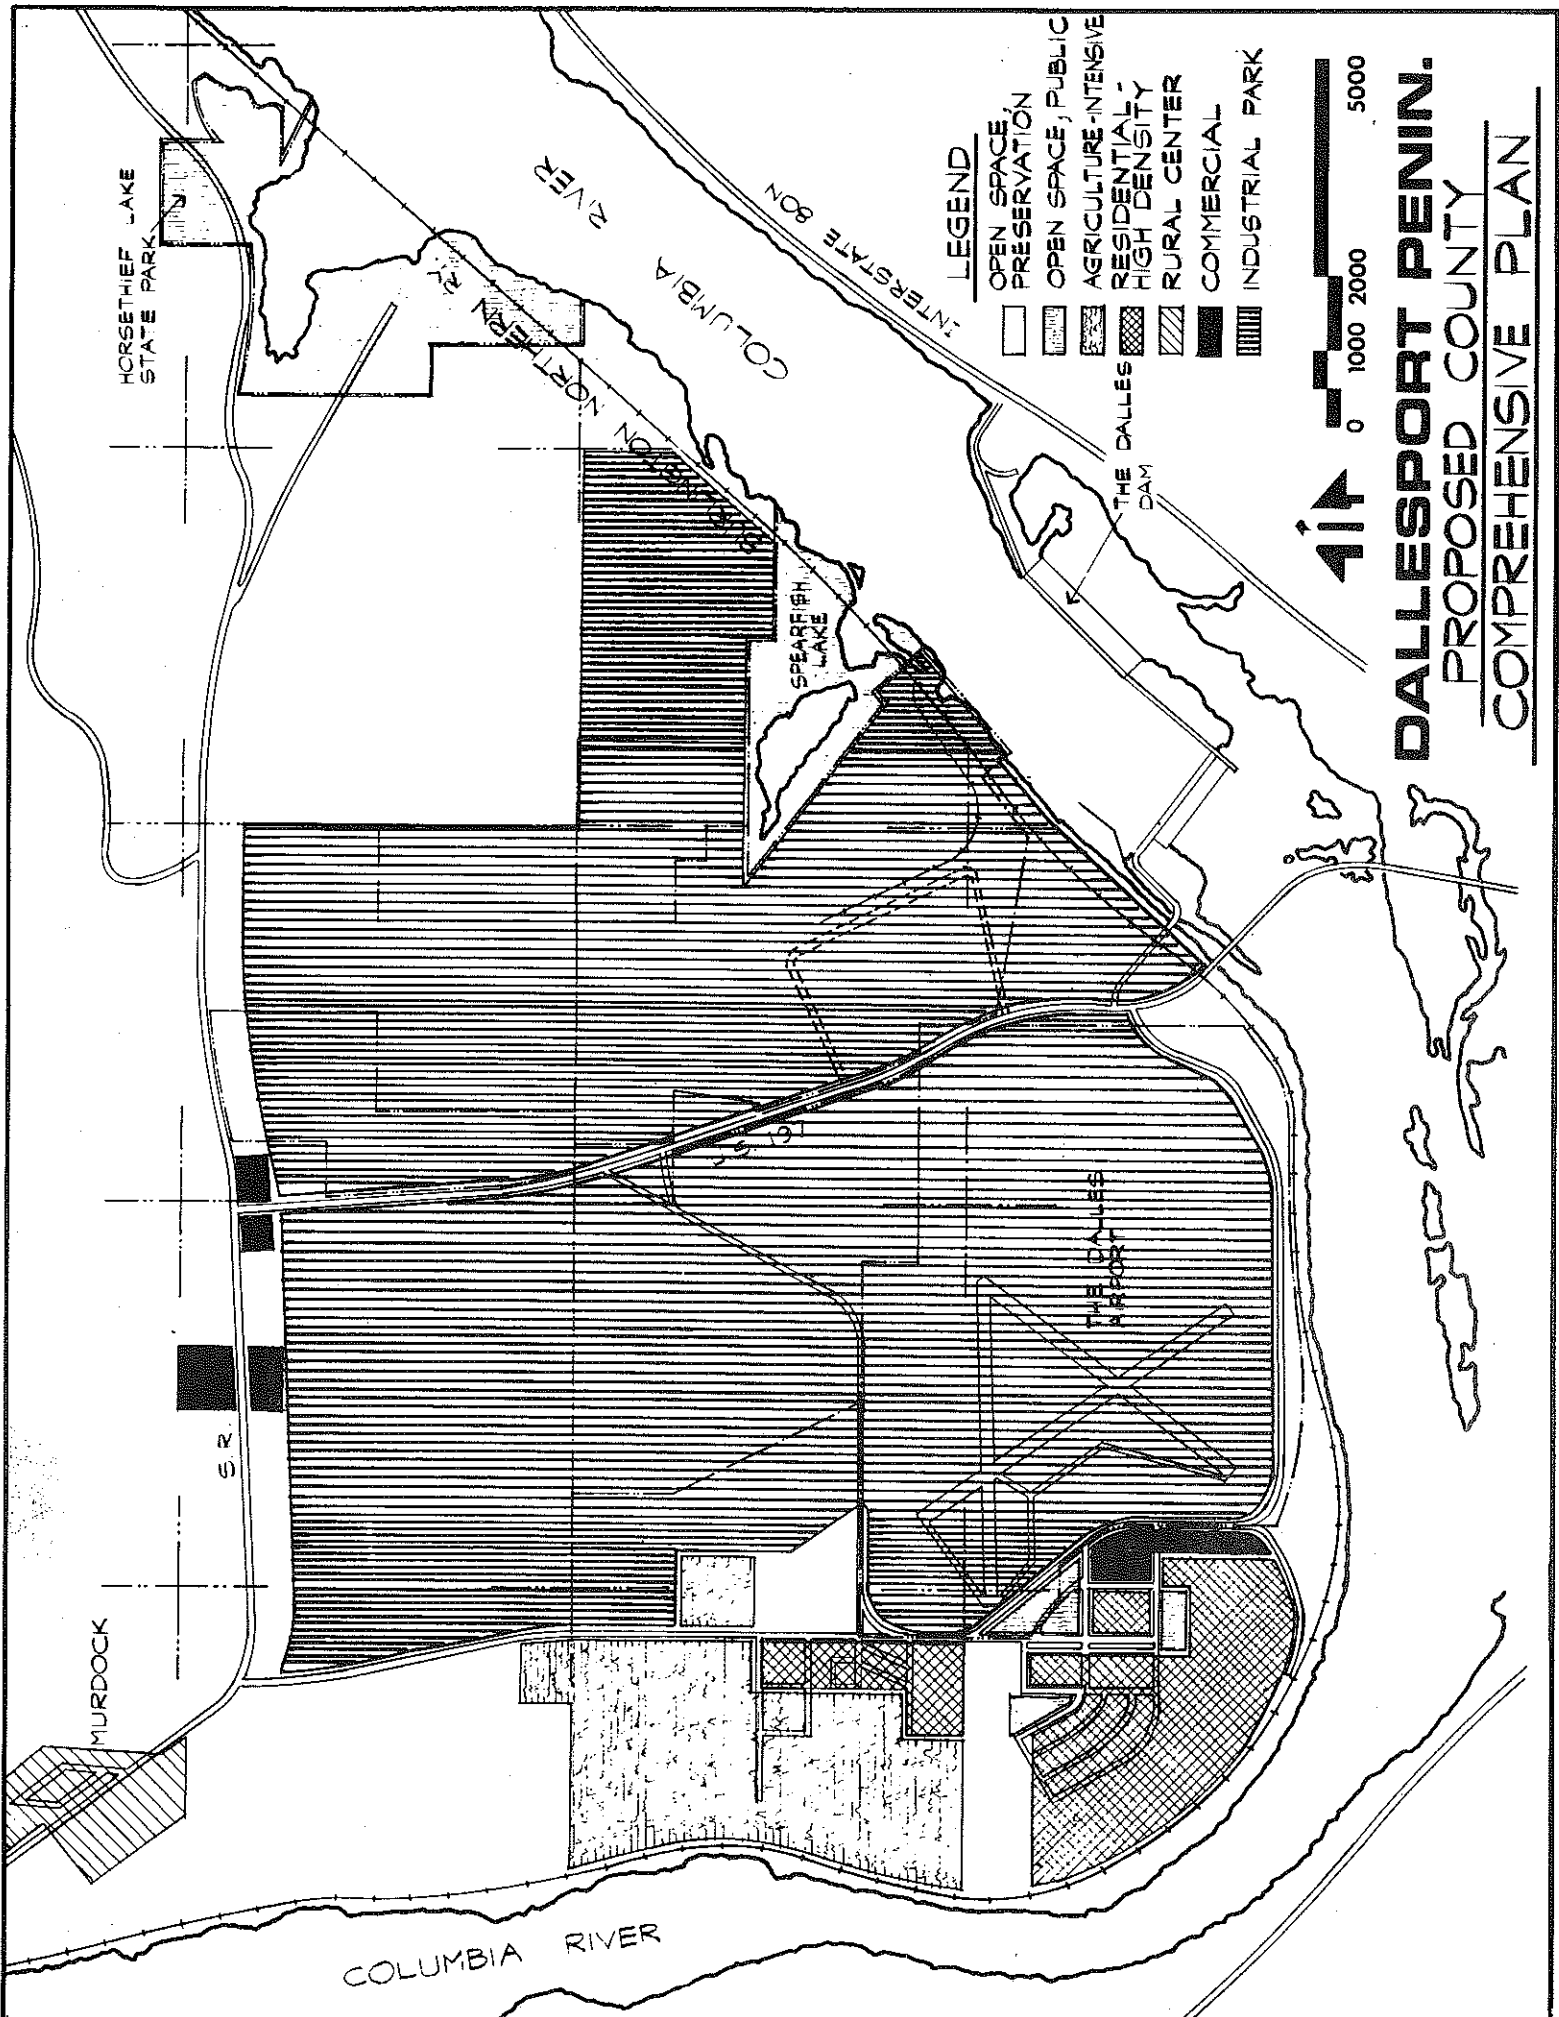 HORSETHIEF LAKE
STATE PARK
MURDOCK
S R
U.S. 197
BURLINGTON NORTHERN RY.
SPEARFISH
LAKE
COLUMBIA RIVER
INTERSTATE 80N
THE DALLES
DAM
THE DALLES
AIRPORT
COLUMBIA RIVER
LEGEND
OPEN SPACE,
PRESERVATION
OPEN SPACE, PUBLIC
AGRICULTURE-INTENSIVE
RESIDENTIAL-
HIGH DENSITY
RURAL CENTER
COMMERCIAL
INDUSTRIAL PARK
0 1000 2000 5000
DALLESPORT PENIN.
PROPOSED COUNTY
COMPREHENSIVE PLAN